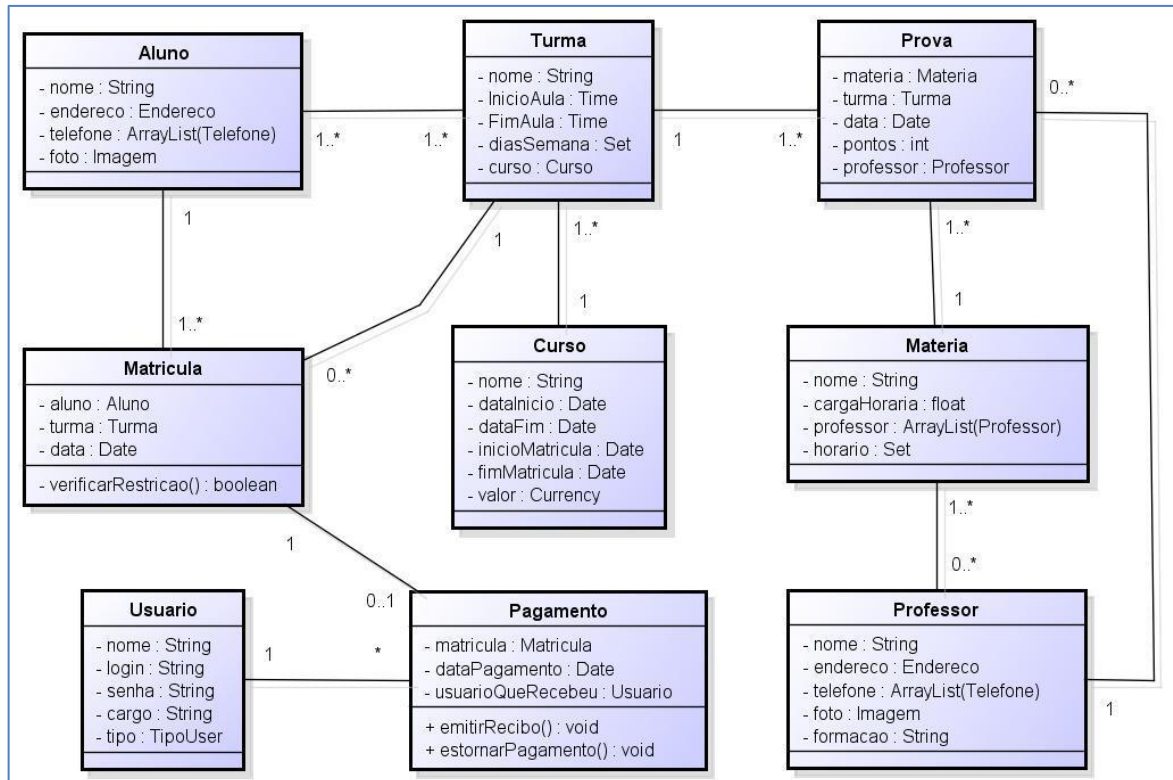 Aluno
- nome : String
- endereco : Endereco
- telefone : ArrayList(Telefone)
- foto : Imagem
1..*
1..*
Turma
- nome : String
- InicioAula : Time
- FimAula : Time
- diasSemana : Set
- curso : Curso
1
1..*
Prova
- materia : Materia
- turma : Turma
- data : Date
- pontos : int
- professor : Professor
0..*
1
1..*
1
0..*
1..*
1
1..*
1
Matricula
- aluno : Aluno
- turma : Turma
- data : Date
- verificarRestricao() : boolean
Curso
- nome : String
- dataInicio : Date
- dataFim : Date
- inicioMatricula : Date
- fimMatricula : Date
- valor : Currency
Materia
- nome : String
- cargaHoraria : float
- professor : ArrayList(Professor)
- horario : Set
1
0..1
1..*
0..*
Usuario
- nome : String
- login : String
- senha : String
- cargo : String
- tipo : TipoUser
1
*
Pagamento
- matricula : Matricula
- dataPagamento : Date
- usuarioQueRecebeu : Usuario
+ emitirRecibo() : void
+ estornarPagamento() : void
Professor
- nome : String
- endereco : Endereco
- telefone : ArrayList(Telefone)
- foto : Imagem
- formacao : String
1